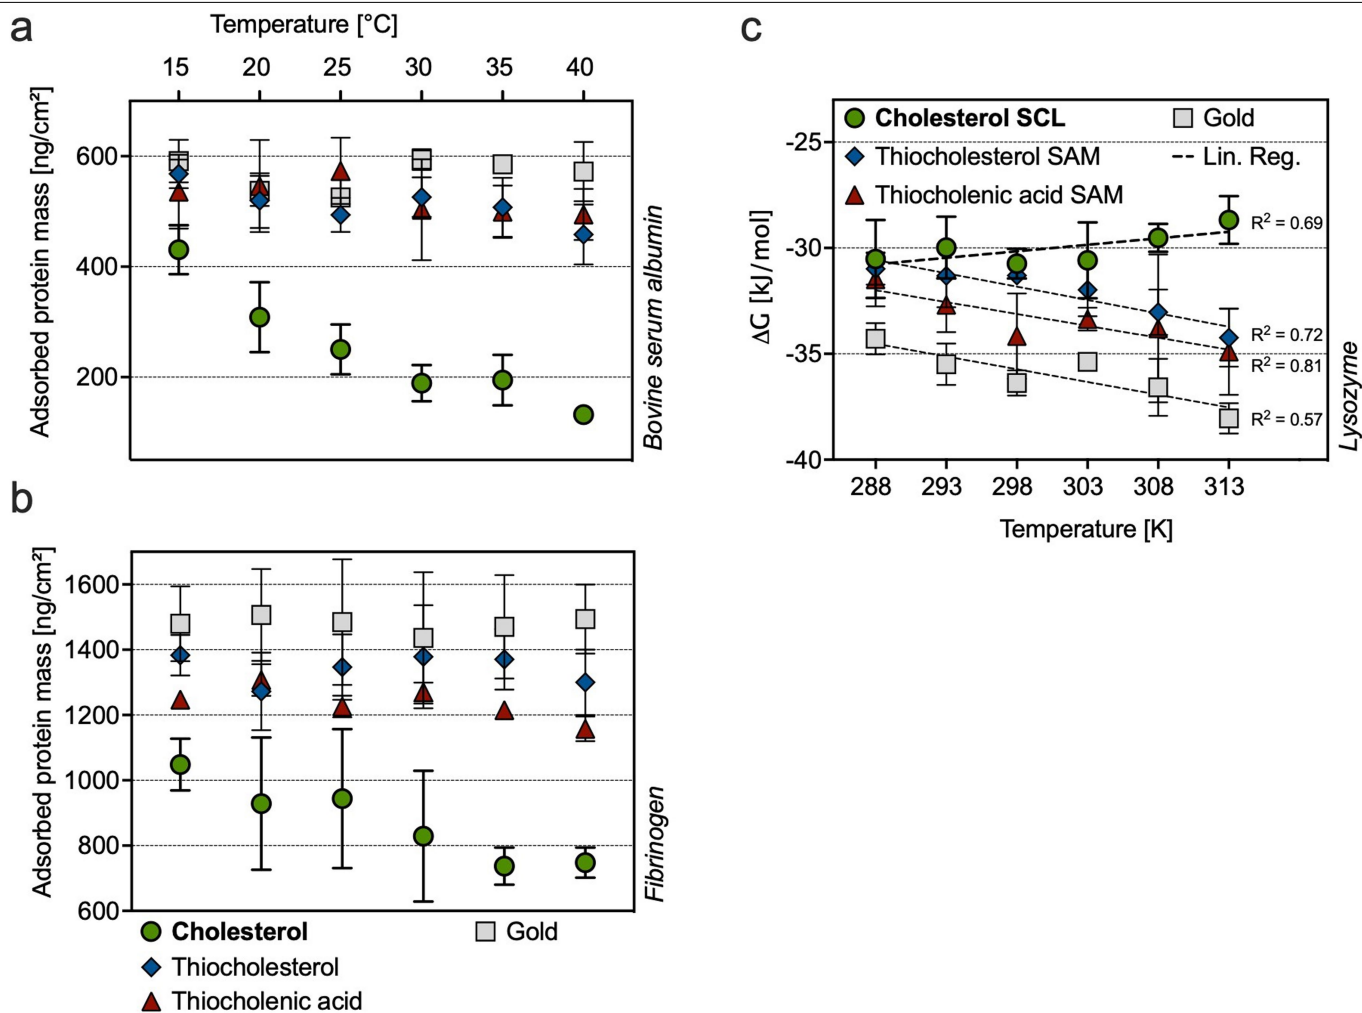 a
Temperature [°C]
15 20 25 30 35 40
Adsorbed protein mass [ng/cm²]
600
400
200
Bovine serum albumin
b
Adsorbed protein mass [ng/cm²]
1600
1400
1200
1000
800
600
Fibrinogen
Cholesterol
Gold
Thiocholesterol
Thiocholenic acid
c
Cholesterol SCL
Gold
Thiocholesterol SAM
Lin. Reg.
Thiocholenic acid SAM
ΔG [kJ/mol]
-25
-30
-35
-40
R² = 0.69
R² = 0.72
R² = 0.81
R² = 0.57
288 293 298 303 308 313
Temperature [K]
Lysozyme